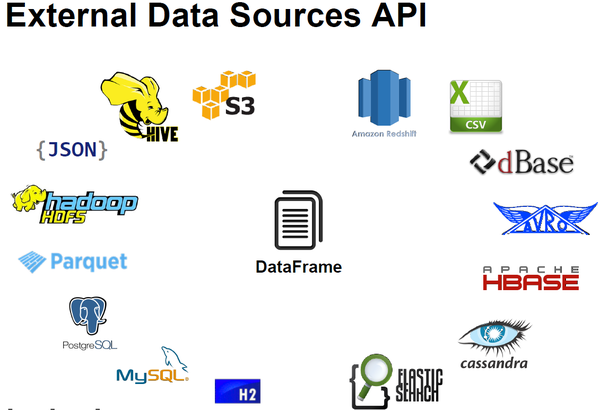 External Data Sources API
HIVE
S3
Amazon Redshift
X
CSV
{JSON}
dBase
hadoop
HDFS
AVRO
DataFrame
Parquet
APACHE
HBASE
PostgreSQL
cassandra
MySQL®
H2
ELASTIC
SEARCH